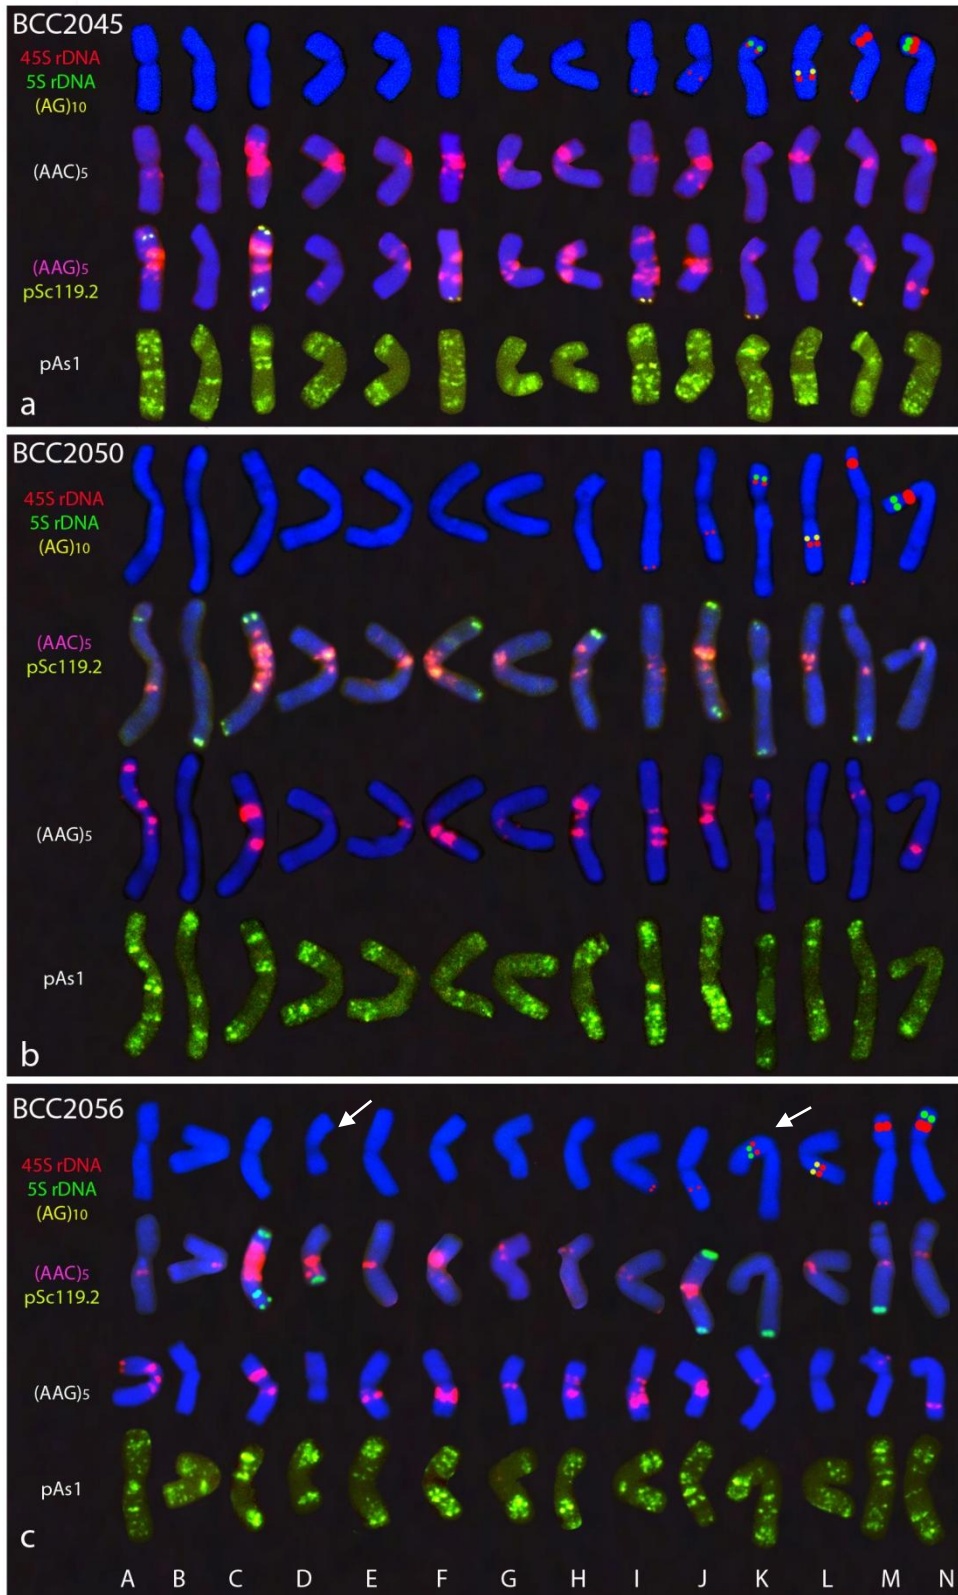 BCC2045
45S rDNA
5S rDNA
(AG)10
(AAC)5
(AAG)5
pSc119.2
pAs1
a
BCC2050
45S rDNA
5S rDNA
(AG)10
(AAC)5
pSc119.2
(AAG)5
pAs1
b
BCC2056
45S rDNA
5S rDNA
(AG)10
(AAC)5
pSc119.2
(AAG)5
pAs1
c
A B C D E F G H I J K L M N